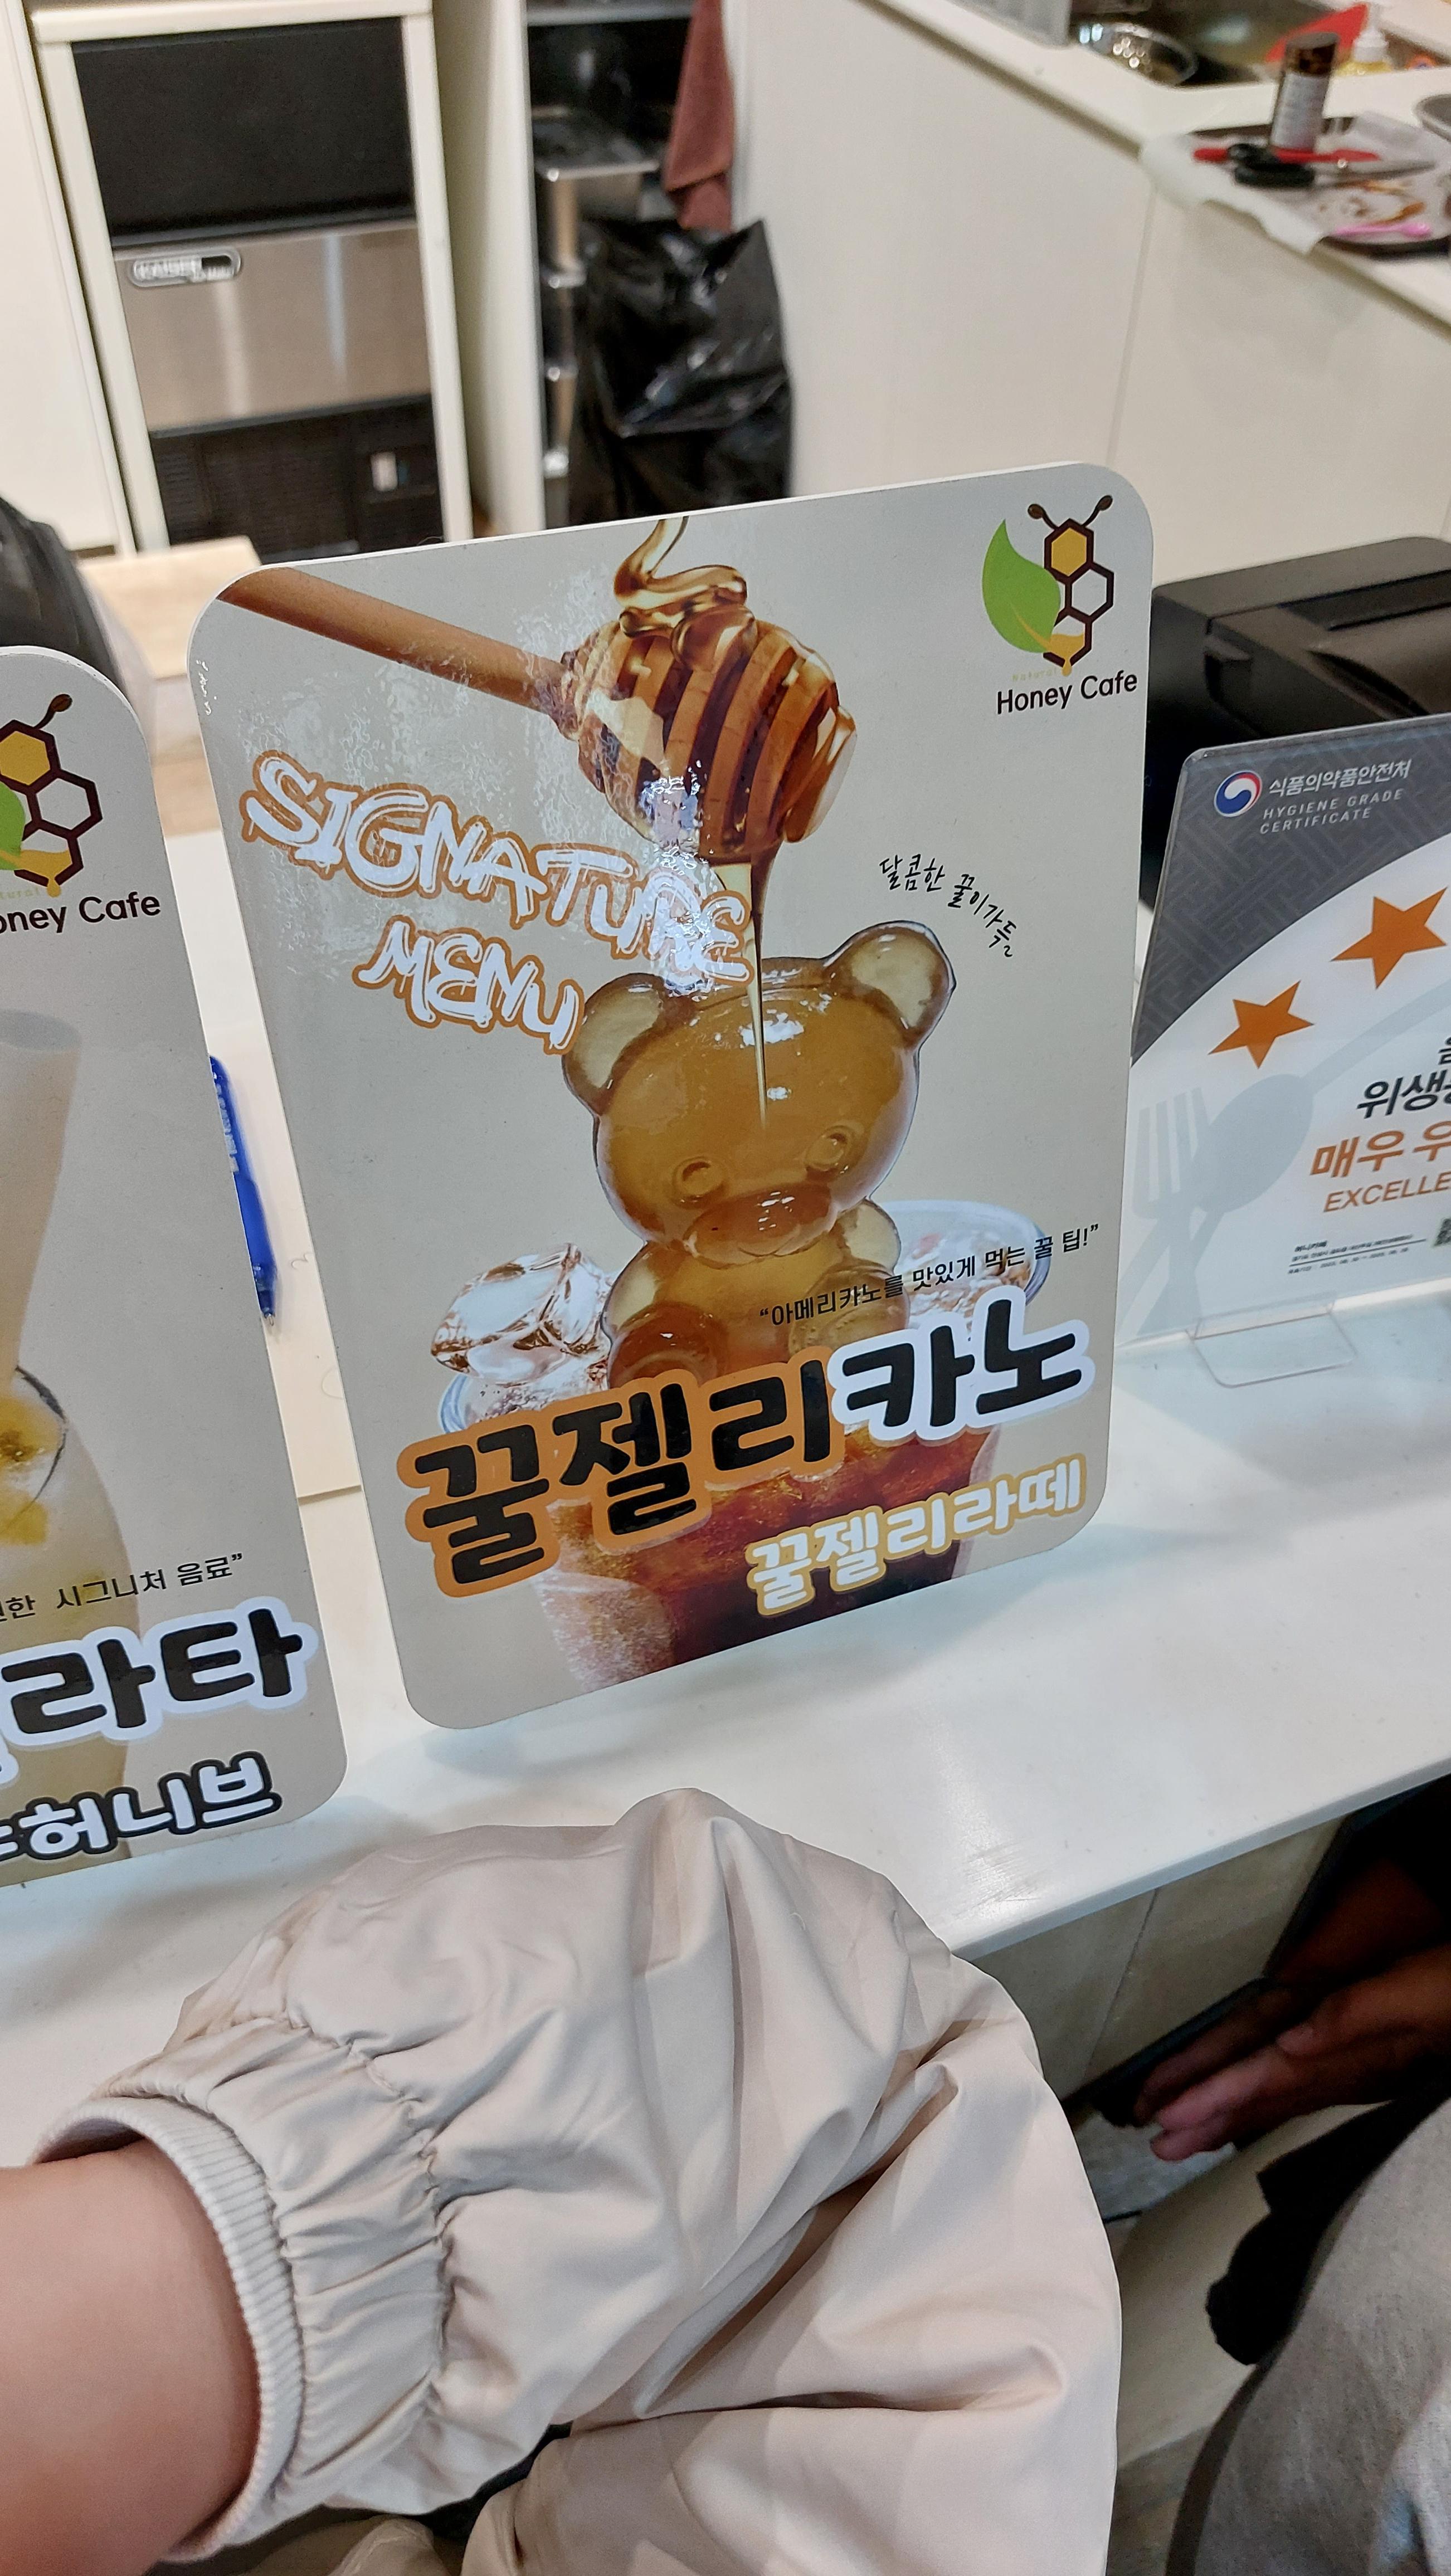 KAISER
Honey Cafe
SIGNATURE
MENU
달콤한 꿀이가득
"아메리카노를 맛있게 먹는 꿀 팁!"
꿀젤리카노
꿀젤리라떼
oney Cafe
시그니처 음료"
라타
허니브
식품의약품안전처
HYGIENE GRADE
CERTIFICATE
위생
매우 우
EXCELLE